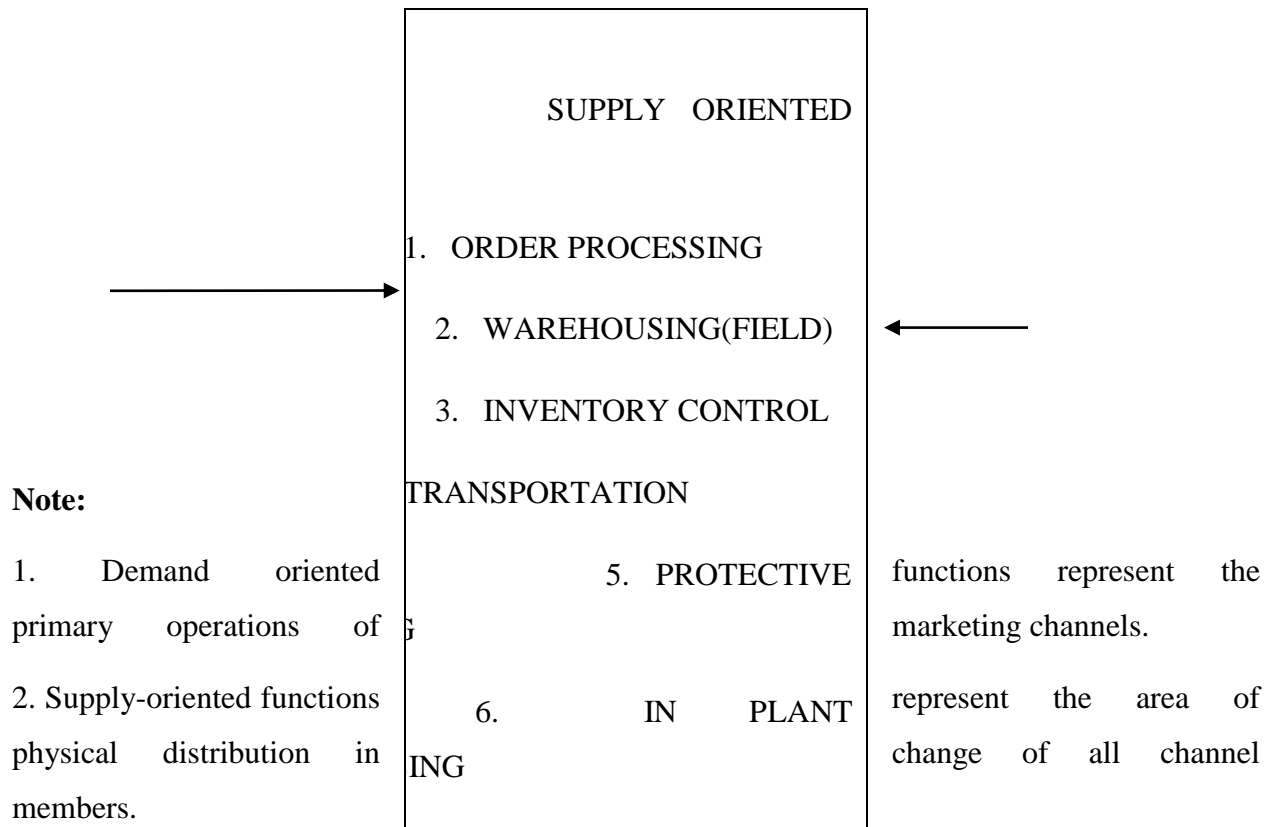 SUPPLY ORIENTED
1. ORDER PROCESSING
2. WAREHOUSING(FIELD)
3. INVENTORY CONTROL
TRANSPORTATION
5. PROTECTIVE
G
6. IN PLANT
ING
Note:
1. Demand oriented functions represent the
primary operations of marketing channels.
2. Supply-oriented functions represent the area of
physical distribution in change of all channel
members.